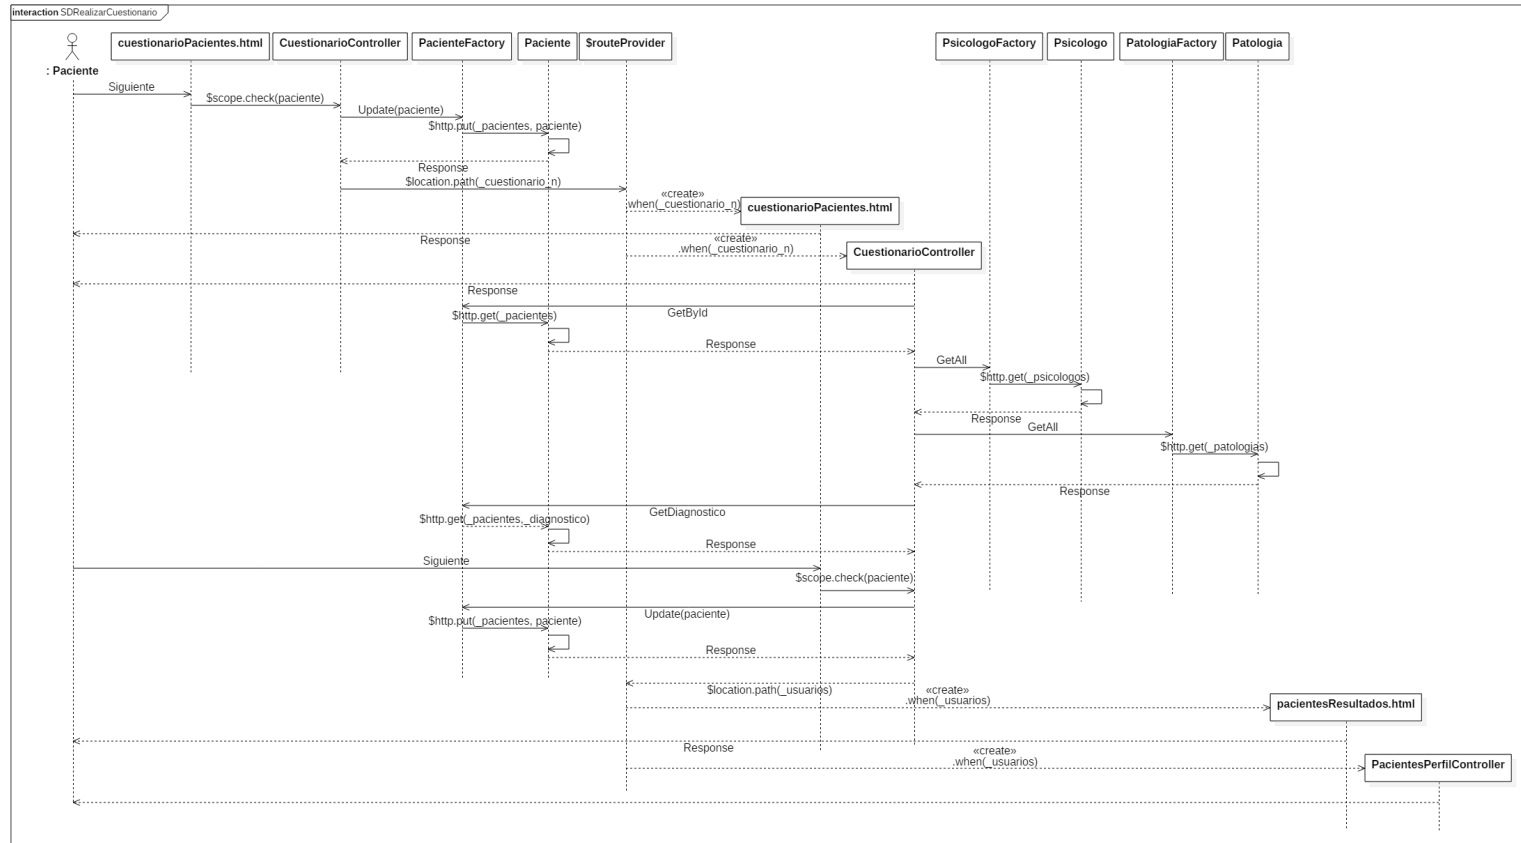 interaction SDRealizarCuestionario
cuestionarioPacientes.html
CuestionarioController
PacienteFactory
Paciente
$routeProvider
PsicologoFactory
Psicologo
PatologiaFactory
Patologia
: Paciente
Siguiente
$scope.check(paciente)
Update(paciente)
$http.put(_pacientes, paciente)
Response
$location.path(_cuestionario_n)
«create»
.when(_cuestionario_n)
cuestionarioPacientes.html
Response
«create»
.when(_cuestionario_n)
CuestionarioController
Response
GetById
$http.get(_pacientes)
Response
GetAll
$http.get(_psicologos)
Response
GetAll
$http.get(_patologias)
Response
GetDiagnostico
$http.get(_pacientes,_diagnostico)
Response
Siguiente
$scope.check(paciente)
Update(paciente)
$http.put(_pacientes, paciente)
Response
$location.path(_usuarios)
«create»
.when(_usuarios)
pacientesResultados.html
Response
«create»
.when(_usuarios)
PacientesPerfilController